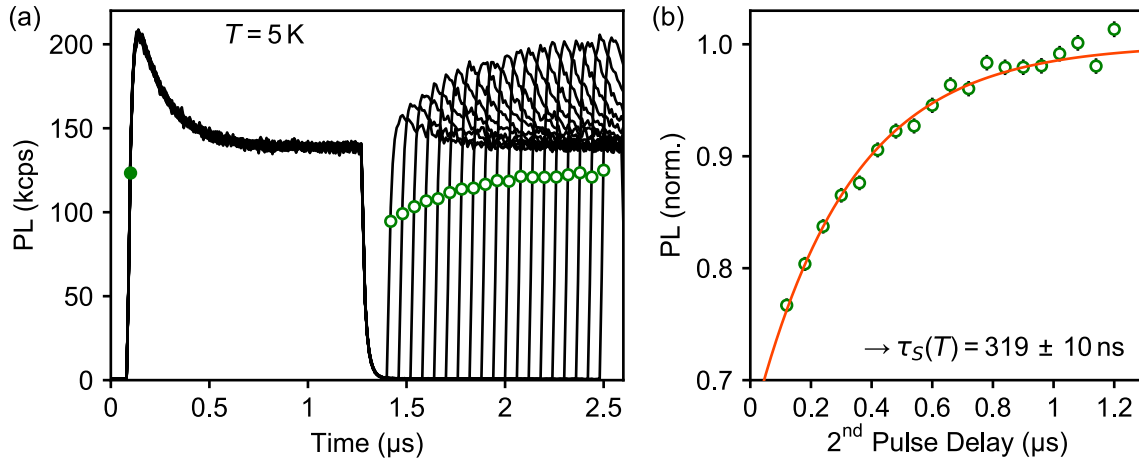 (a)
T = 5 K
PL (kcps)
200
150
100
50
0
0
0.5
1.0
1.5
2.0
2.5
Time (µs)
(b)
PL (norm.)
1.0
0.9
0.8
0.7
→ τS(T) = 319 ± 10 ns
0
0.2
0.4
0.6
0.8
1
1.2
2nd Pulse Delay (µs)